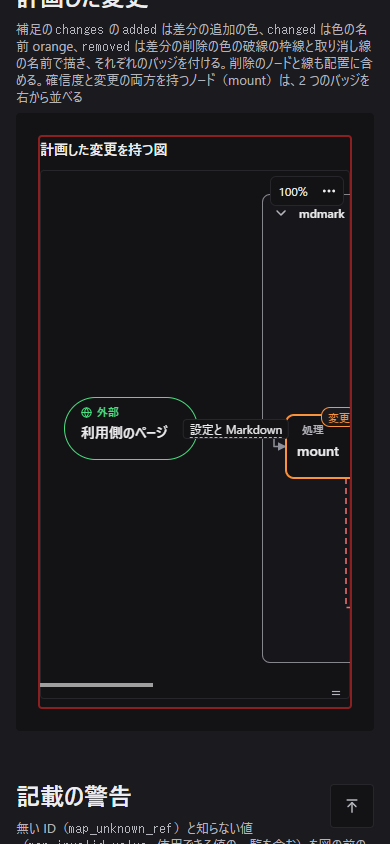 計画した変更
補足の changes の added は差分の追加の色、changed は色の名
前 orange、removed は差分の削除の色の破線の枠線と取り消し線
の名前で描き、それぞれのバッジを付ける。削除のノードと線も配置に含
める。確信度と変更の両方を持つノード（mount）は、2 つのバッジを
右から並べる
計画した変更を持つ図
100%
mdmark
外部
利用側のページ
設定と Markdown
変更
処理
mount
記載の警告
無い ID（map_unknown_ref）と知らない値